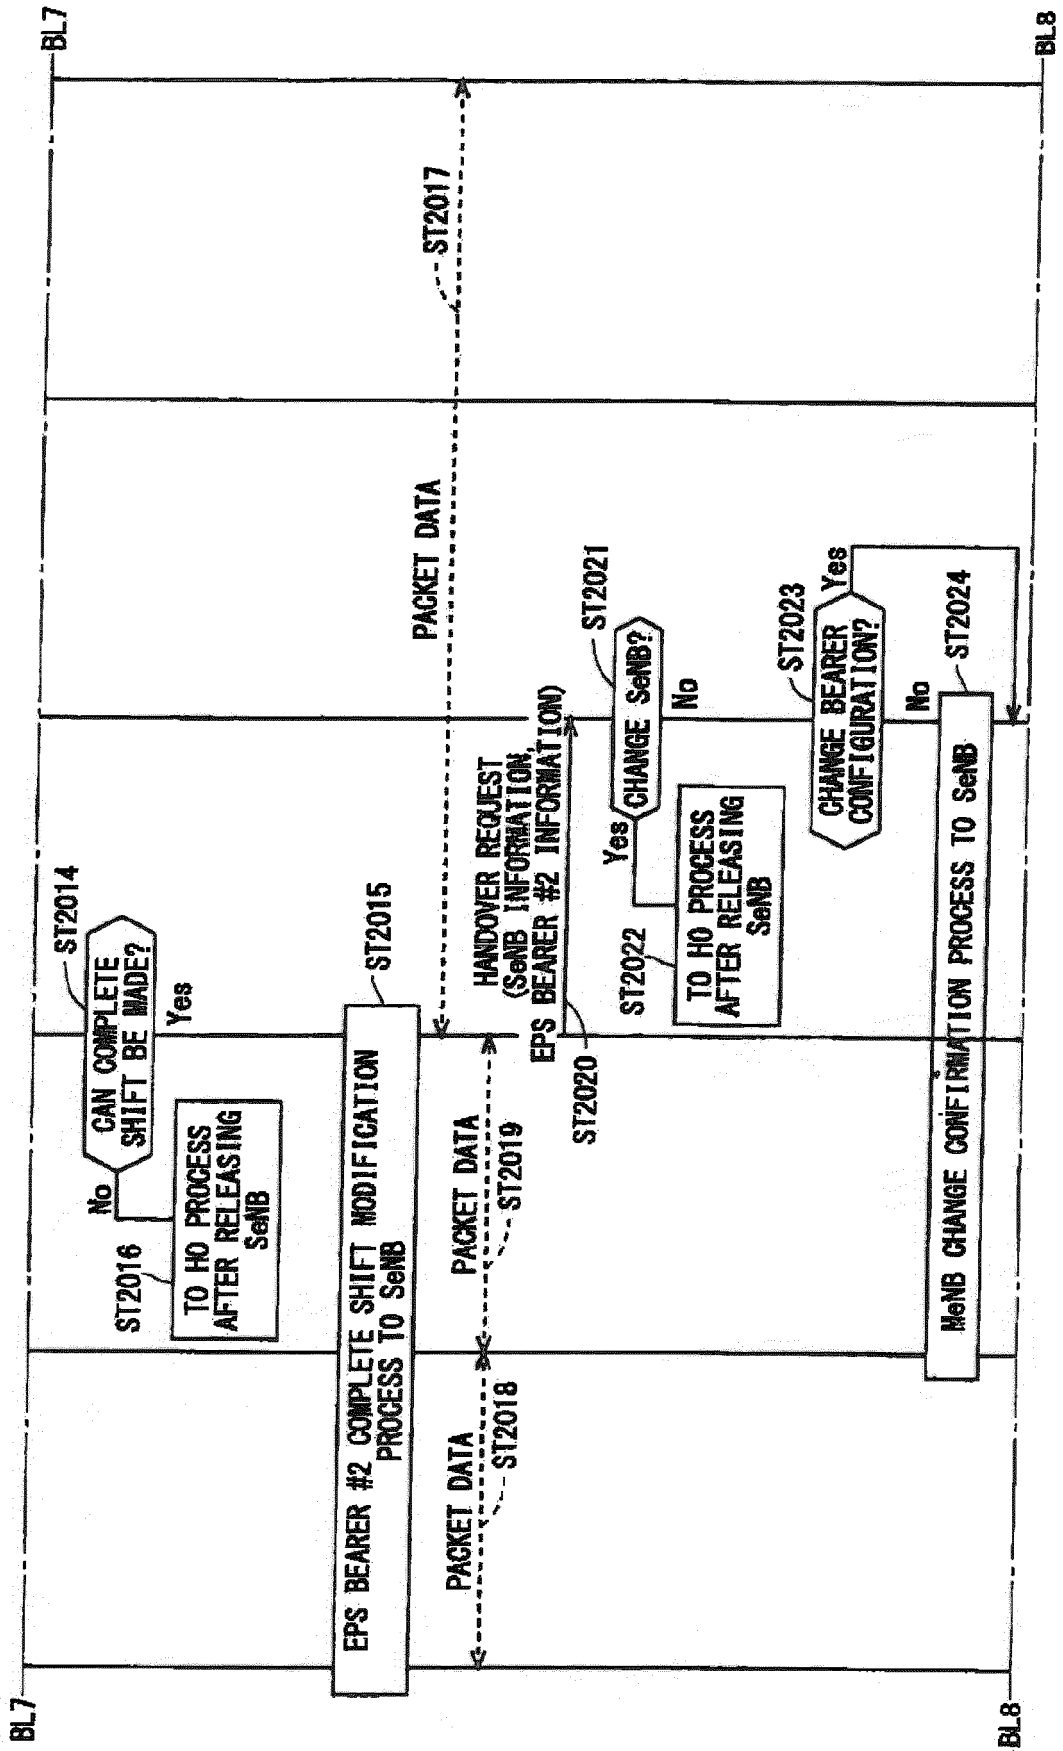 BL7
BL7
CAN COMPLETE
SHIFT BE MADE?
ST2014
No
Yes
ST2016
TO HO PROCESS
AFTER RELEASING
SeNB
EPS BEARER #2 COMPLETE SHIFT MODIFICATION
PROCESS TO SeNB
ST2015
PACKET DATA
ST2017
PACKET DATA
ST2018
PACKET DATA
ST2019
HANDOVER REQUEST
(SeNB INFORMATION,
EPS BEARER #2 INFORMATION)
ST2020
CHANGE SeNB?
ST2021
Yes
No
ST2022
TO HO PROCESS
AFTER RELEASING
SeNB
CHANGE BEARER
CONFIGURATION?
ST2023
Yes
No
MeNB CHANGE CONFIRMATION PROCESS TO SeNB
ST2024
BL8
BL8